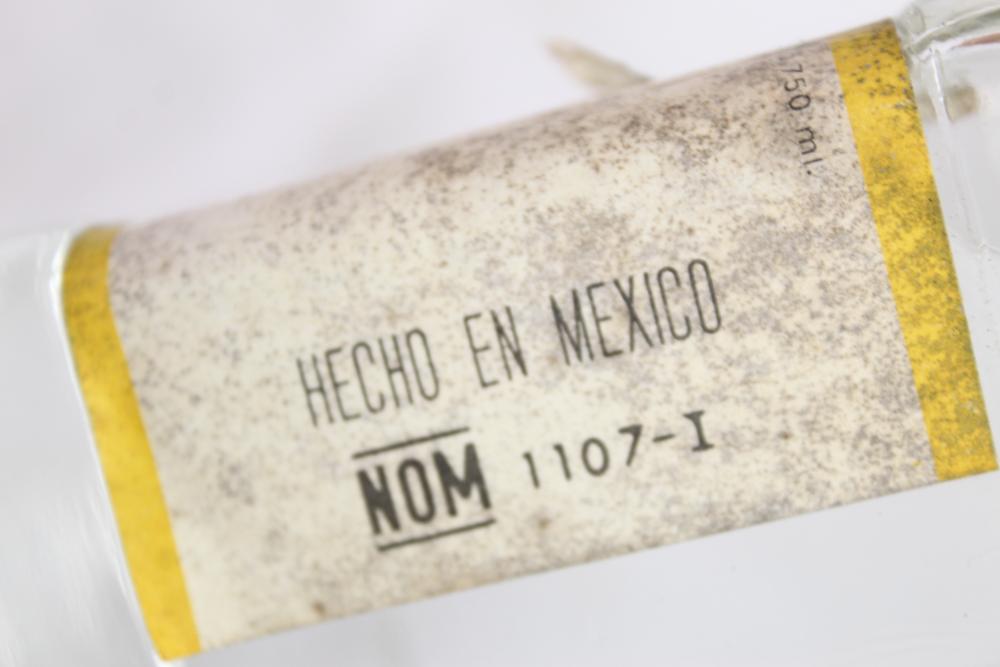 750 ml.
HECHO EN MEXICO
NOM 1107-I